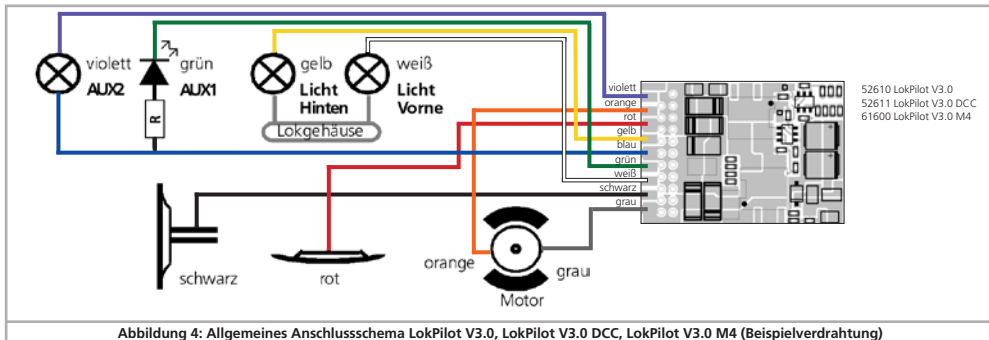 violett
AUX2
grün
AUX1
R
gelb
Licht
Hinten
weiß
Licht
Vorne
Lokgehäuse
violett
orange
rot
gelb
blau
grün
weiß
schwarz
grau
52610 LokPilot V3.0
52611 LokPilot V3.0 DCC
61600 LokPilot V3.0 M4
schwarz
rot
orange
grau
Motor
Abbildung 4: Allgemeines Anschlussschema LokPilot V3.0, LokPilot V3.0 DCC, LokPilot V3.0 M4 (Beispielverdrahtung)